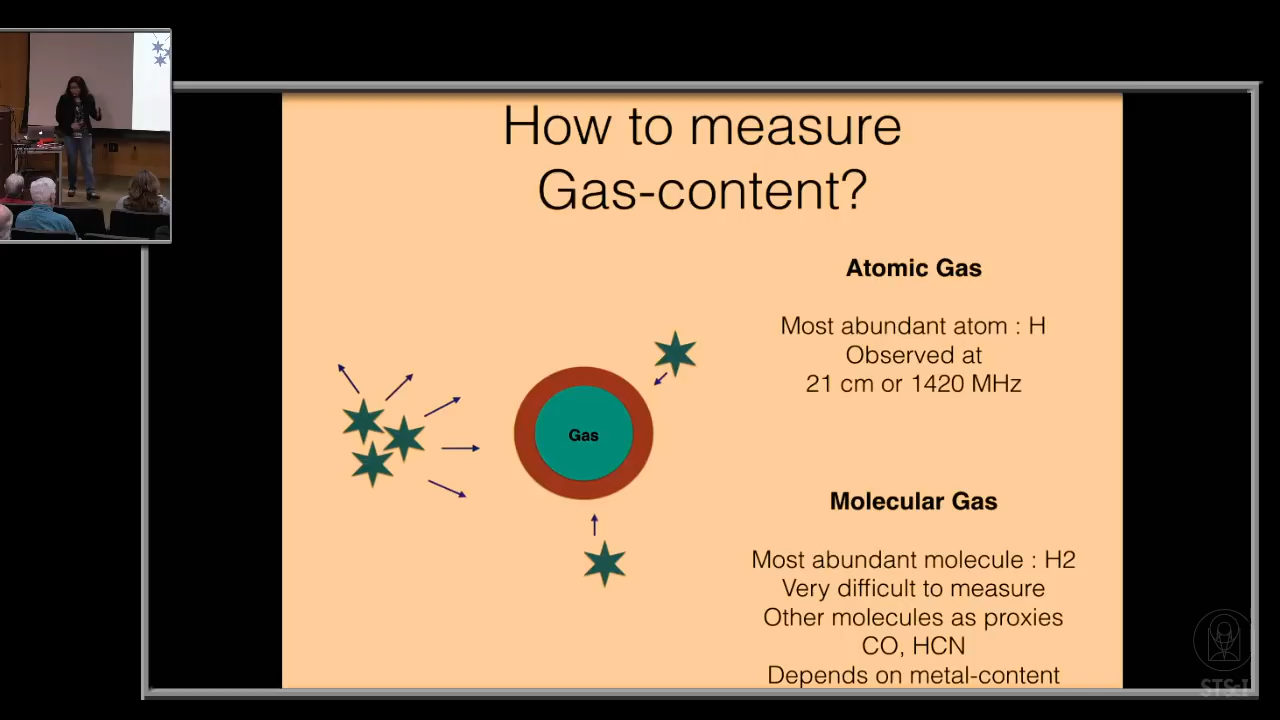 How to measure
Gas-content?
Atomic Gas
Most abundant atom : H
Observed at
21 cm or 1420 MHz
Gas
Molecular Gas
Most abundant molecule : H2
Very difficult to measure
Other molecules as proxies
CO, HCN
Depends on metal-content
STScI